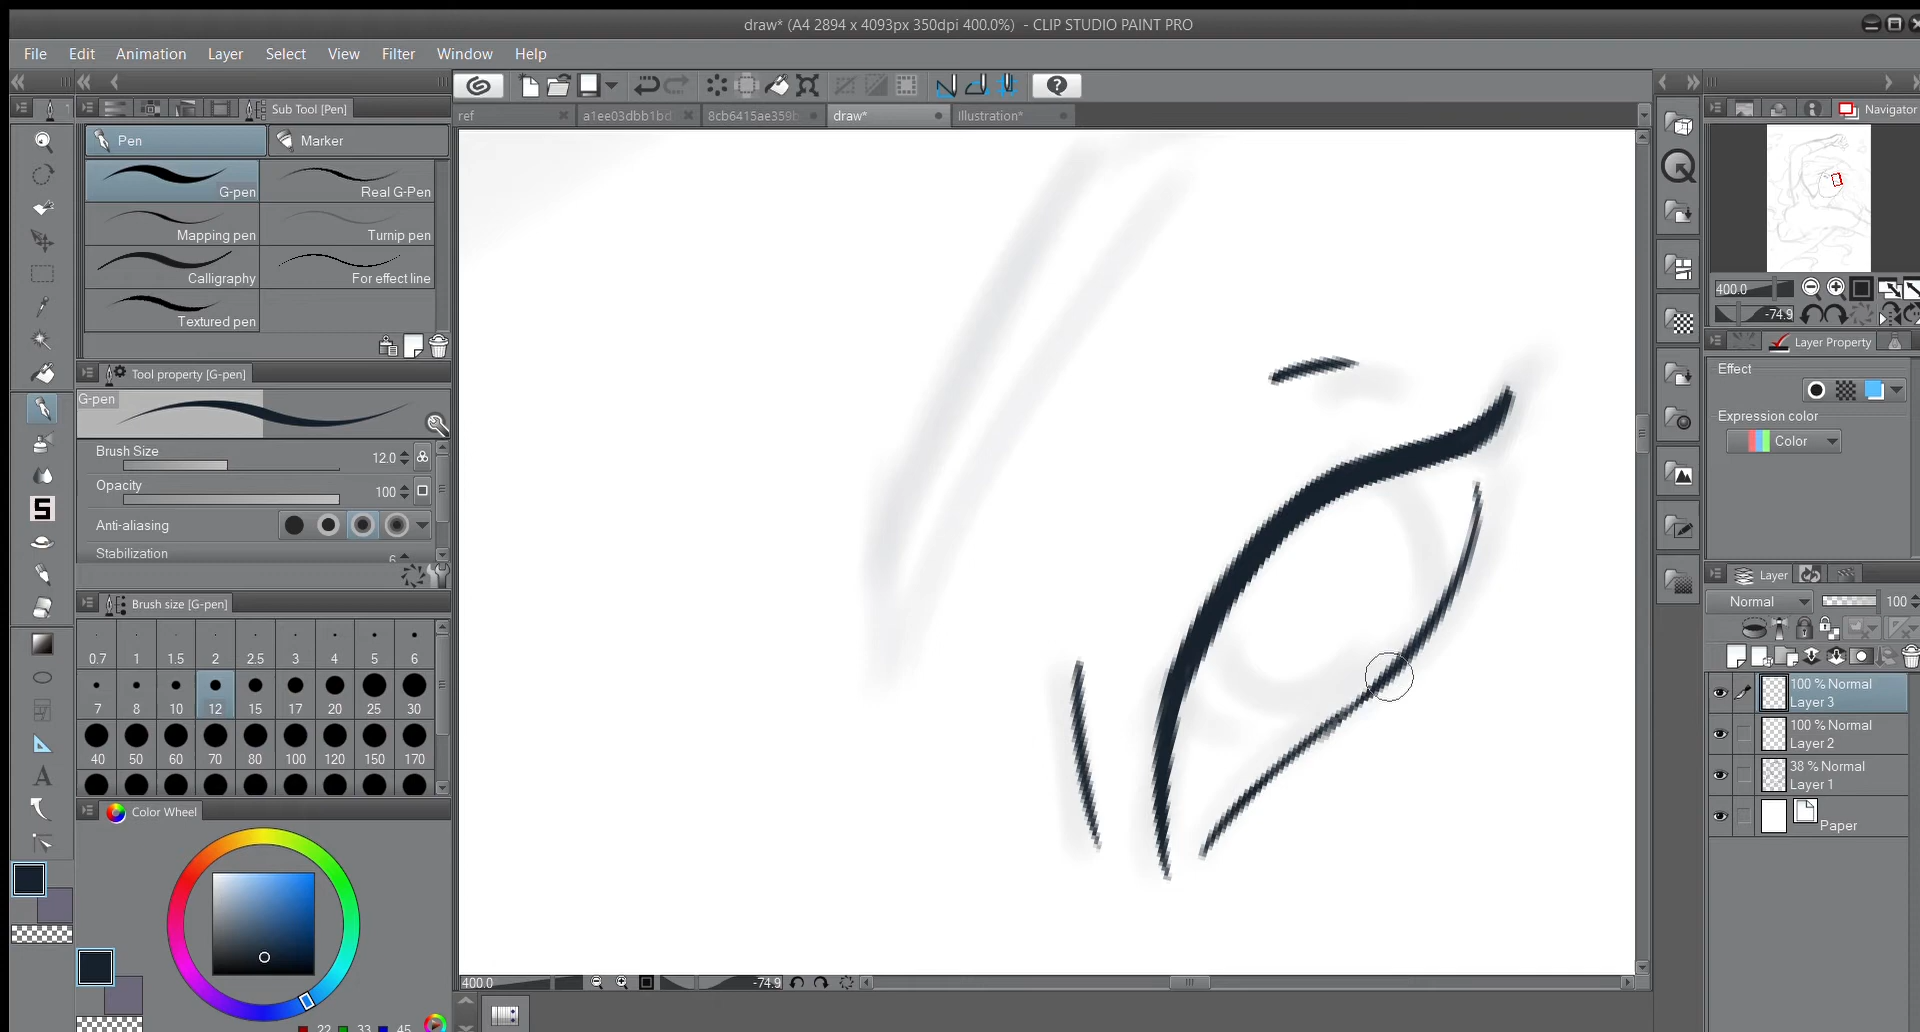 draw* (A4 2894 x 4093px 350dpi 400.0%) - CLIP STUDIO PAINT PRO
File Edit Animation Layer Select View Filter Window Help
Sub Tool [Pen]
Pen Marker
G-pen Real G-Pen
Mapping pen Turnip pen
Calligraphy For effect line
Textured pen
Tool property [G-pen]
G-pen
Brush Size 12.0
Opacity 100
Anti-aliasing
Stabilization 6
Brush size [G-pen]
0.7 1 1.5 2 2.5 3 4 5 6
7 8 10 12 15 17 20 25 30
40 50 60 70 80 100 120 150 170
Color Wheel
22 33 45
ref a1ee03dbb1bd 8cb6415ae359b draw* Illustration*
400.0 -74.9
Navigator
400.0
-74.9
Layer Property
Effect
Expression color
Color
Layer
Normal 100
100 % Normal
Layer 3
100 % Normal
Layer 2
38 % Normal
Layer 1
Paper